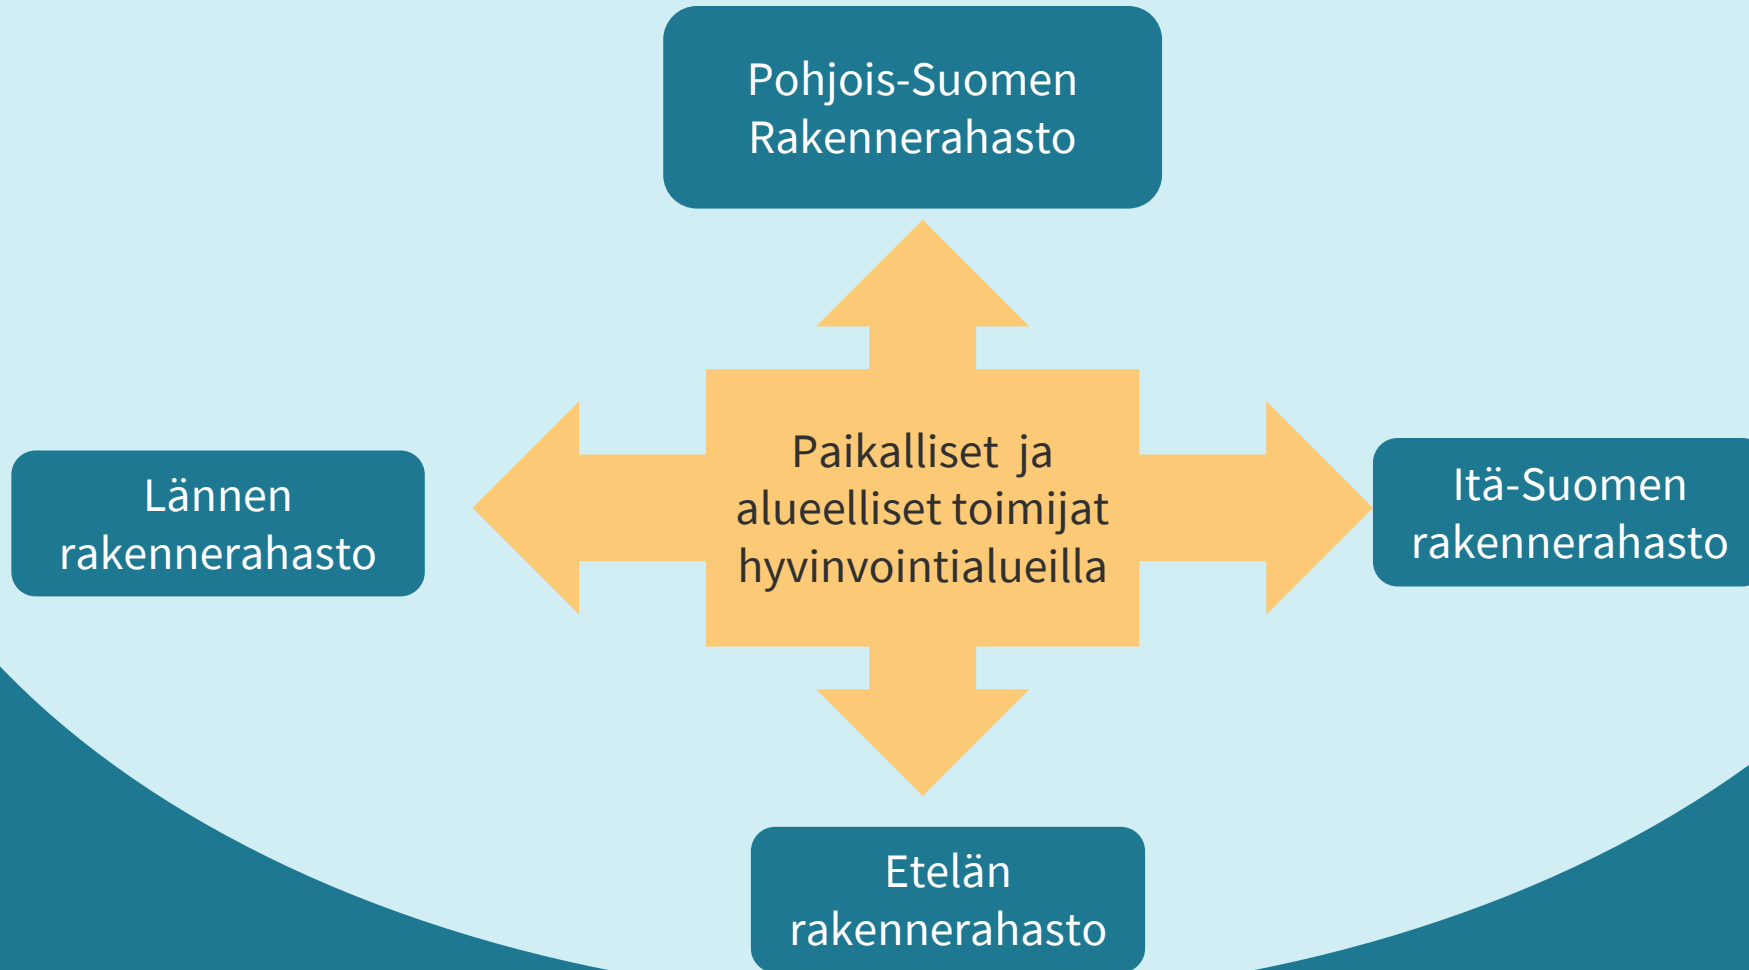 Pohjois-Suomen
Rakennerahasto
Paikalliset ja
alueelliset toimijat
hyvinvointialueilla
Lännen
rakennerahasto
Itä-Suomen
rakennerahasto
Etelän
rakennerahasto